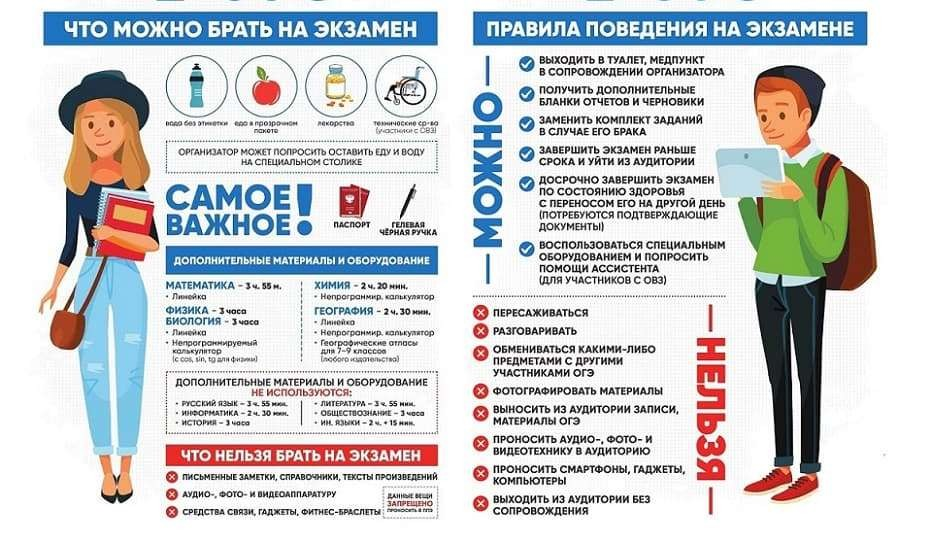 ЧТО МОЖНО БРАТЬ НА ЭКЗАМЕН
вода без этикетки
еда в прозрачном
пакете
лекарства
технические ср-ва
(участники с ОВЗ)
ОРГАНИЗАТОР МОЖЕТ ПОПРОСИТЬ ОСТАВИТЬ ЕДУ И ВОДУ
НА СПЕЦИАЛЬНОМ СТОЛИКЕ
САМОЕ
ВАЖНОЕ!
ПАСПОРТ
ГЕЛЕВАЯ
ЧЁРНАЯ РУЧКА
ДОПОЛНИТЕЛЬНЫЕ МАТЕРИАЛЫ И ОБОРУДОВАНИЕ
МАТЕМАТИКА – 3 ч. 55 м.
• Линейка
ФИЗИКА – 3 часа
БИОЛОГИЯ – 3 часа
• Линейка
• Непрограммируемый
калькулятор
(с cos, sin, tg для физики)
ХИМИЯ – 2 ч. 20 мин.
• Непрограммир. калькулятор
ГЕОГРАФИЯ – 2 ч. 30 мин.
• Линейка
• Непрограммир. калькулятор
• Географические атласы
для 7–9 классов
(любого издательства)
ДОПОЛНИТЕЛЬНЫЕ МАТЕРИАЛЫ И ОБОРУДОВАНИЕ
НЕ ИСПОЛЬЗУЮТСЯ:
• РУССКИЙ ЯЗЫК – 3 ч. 55 мин.
• ИНФОРМАТИКА – 2 ч. 30 мин.
• ИСТОРИЯ – 3 часа
• ЛИТЕРАТУРА – 3 ч. 55 мин.
• ОБЩЕСТВОЗНАНИЕ – 3 часа
• ИН. ЯЗЫКИ – 2 ч. + 15 мин.
ЧТО НЕЛЬЗЯ БРАТЬ НА ЭКЗАМЕН
ПИСЬМЕННЫЕ ЗАМЕТКИ, СПРАВОЧНИКИ, ТЕКСТЫ ПРОИЗВЕДЕНИЙ
АУДИО-, ФОТО- И ВИДЕОАППАРАТУРУ
СРЕДСТВА СВЯЗИ, ГАДЖЕТЫ, ФИТНЕС-БРАСЛЕТЫ
ДАННЫЕ ВЕЩИ
ЗАПРЕЩЕНО
ПРОНОСИТЬ В ППЭ
ПРАВИЛА ПОВЕДЕНИЯ НА ЭКЗАМЕНЕ
МОЖНО
ВЫХОДИТЬ В ТУАЛЕТ, МЕДПУНКТ
В СОПРОВОЖДЕНИИ ОРГАНИЗАТОРА
ПОЛУЧИТЬ ДОПОЛНИТЕЛЬНЫЕ
БЛАНКИ ОТЧЕТОВ И ЧЕРНОВИКИ
ЗАМЕНИТЬ КОМПЛЕКТ ЗАДАНИЙ
В СЛУЧАЕ ЕГО БРАКА
ЗАВЕРШИТЬ ЭКЗАМЕН РАНЬШЕ
СРОКА И УЙТИ ИЗ АУДИТОРИИ
ДОСРОЧНО ЗАВЕРШИТЬ ЭКЗАМЕН
ПО СОСТОЯНИЮ ЗДОРОВЬЯ
С ПЕРЕНОСОМ ЕГО НА ДРУГОЙ ДЕНЬ
(ПОТРЕБУЮТСЯ ПОДТВЕРЖДАЮЩИЕ
ДОКУМЕНТЫ)
ВОСПОЛЬЗОВАТЬСЯ СПЕЦИАЛЬНЫМ
ОБОРУДОВАНИЕМ И ПОПРОСИТЬ
ПОМОЩИ АССИСТЕНТА
(ДЛЯ УЧАСТНИКОВ С ОВЗ)
ПЕРЕСАЖИВАТЬСЯ
РАЗГОВАРИВАТЬ
ОБМЕНИВАТЬСЯ КАКИМИ-ЛИБО
ПРЕДМЕТАМИ С ДРУГИМИ
УЧАСТНИКАМИ ОГЭ
ФОТОГРАФИРОВАТЬ МАТЕРИАЛЫ
ВЫНОСИТЬ ИЗ АУДИТОРИИ ЗАПИСИ,
МАТЕРИАЛЫ ОГЭ
ПРОНОСИТЬ АУДИО-, ФОТО- И
ВИДЕОТЕХНИКУ В АУДИТОРИЮ
ПРОНОСИТЬ СМАРТФОНЫ, ГАДЖЕТЫ,
КОМПЬЮТЕРЫ
ВЫХОДИТЬ ИЗ АУДИТОРИИ БЕЗ
СОПРОВОЖДЕНИЯ
НЕЛЬЗЯ